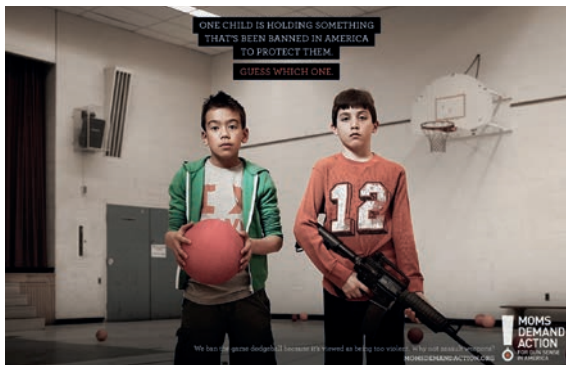 ONE CHILD IS HOLDING SOMETHING
THAT'S BEEN BANNED IN AMERICA
TO PROTECT THEM.
GUESS WHICH ONE.
12
We ban the game dodgeball because it's viewed as being too violent. Why not assault weapons?
MOMSDEMANDACTION.ORG
MOMS
DEMAND
ACTION
FOR GUN SENSE
IN AMERICA